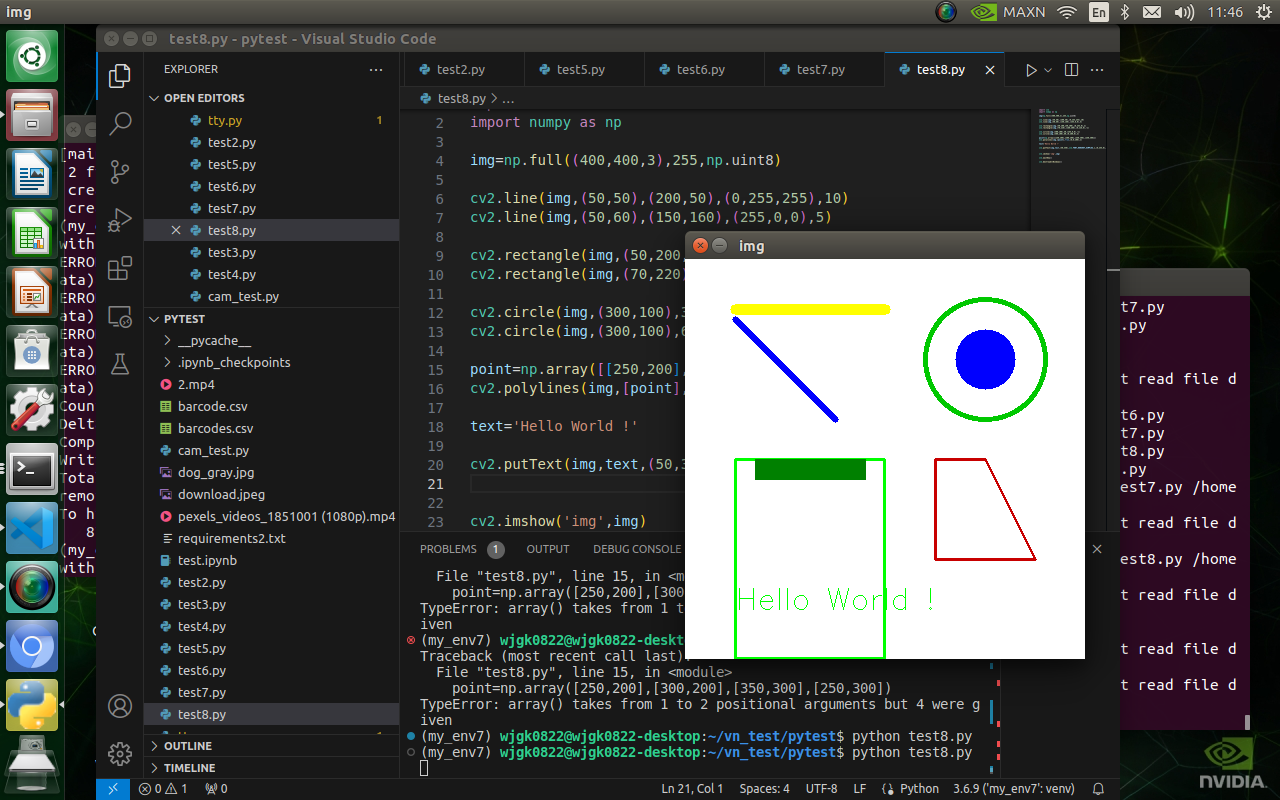 img
MAXN
En
11:46
test8.py - pytest - Visual Studio Code
EXPLORER
OPEN EDITORS
tty.py 1
test2.py
test5.py
test6.py
test7.py
test8.py
test3.py
test4.py
cam_test.py
PYTEST
__pycache__
.ipynb_checkpoints
2.mp4
barcode.csv
barcodes.csv
cam_test.py
dog_gray.jpg
download.jpeg
pexels_videos_1851001 (1080p).mp4
requirements2.txt
test.ipynb
test2.py
test3.py
test4.py
test5.py
test6.py
test7.py
test8.py
OUTLINE
TIMELINE
test2.py
test5.py
test6.py
test7.py
test8.py
test8.py > ...
2 import numpy as np
3
4 img=np.full((400,400,3),255,np.uint8)
5
6 cv2.line(img,(50,50),(200,50),(0,255,255),10)
7 cv2.line(img,(50,60),(150,160),(255,0,0),5)
8
9 cv2.rectangle(img,(50,200,
10 cv2.rectangle(img,(70,220)
11
12 cv2.circle(img,(300,100),3
13 cv2.circle(img,(300,100),6
14
15 point=np.array([[250,200],
16 cv2.polylines(img,[point],
17
18 text='Hello World !'
19
20 cv2.putText(img,text,(50,3
21
22
23 cv2.imshow('img',img)
img
Hello World !
PROBLEMS 1
OUTPUT
DEBUG CONSOLE
File "test8.py", line 15, in <m
point=np.array([250,200],[300
TypeError: array() takes from 1 t
iven
(my_env7) wjgk0822@wjgk0822-deskt
Traceback (most recent call last)
File "test8.py", line 15, in <module>
point=np.array([250,200],[300,200],[350,300],[250,300])
TypeError: array() takes from 1 to 2 positional arguments but 4 were g
iven
(my_env7) wjgk0822@wjgk0822-desktop:~/vn_test/pytest$ python test8.py
(my_env7) wjgk0822@wjgk0822-desktop:~/vn_test/pytest$ python test8.py
0 1
0
Ln 21, Col 1
Spaces: 4
UTF-8
LF
Python
3.6.9 ('my_env7': venv)
[mai
2 f
cre
cre
(my_
with
ERRO
ata)
ERRO
ata)
ERRO
ata)
ERRO
ata)
Coun
Delt
Comp
Writ
Tota
remo
To h
8
(my_
with
t7.py
.py
t read file d
t6.py
t7.py
t8.py
.py
est7.py /home
t read file d
est8.py /home
t read file d
t read file d
t read file d
NVIDIA.